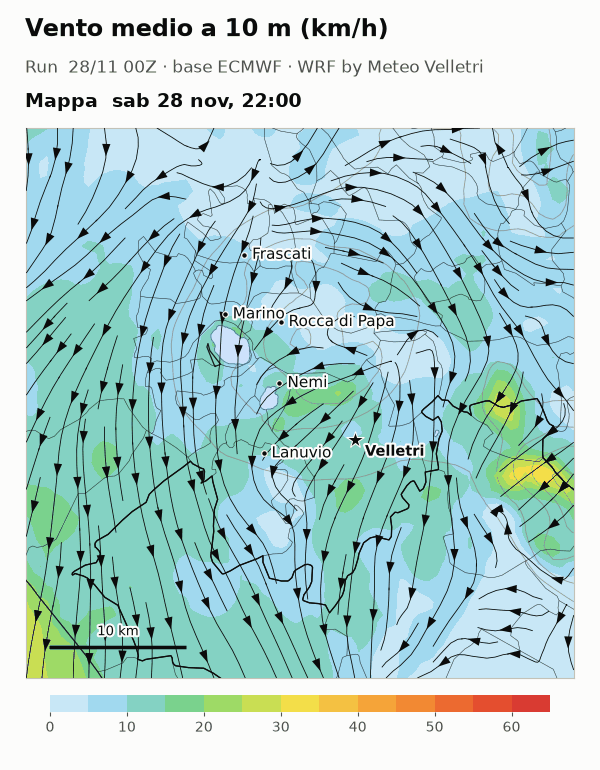 Vento medio a 10 m (km/h)
Run  28/11 00Z · base ECMWF · WRF by Meteo Velletri
Mappa  sab 28 nov, 22:00
Frascati
Marino
Rocca di Papa
Nemi
Velletri
Lanuvio
10 km
0 10 20 30 40 50 60